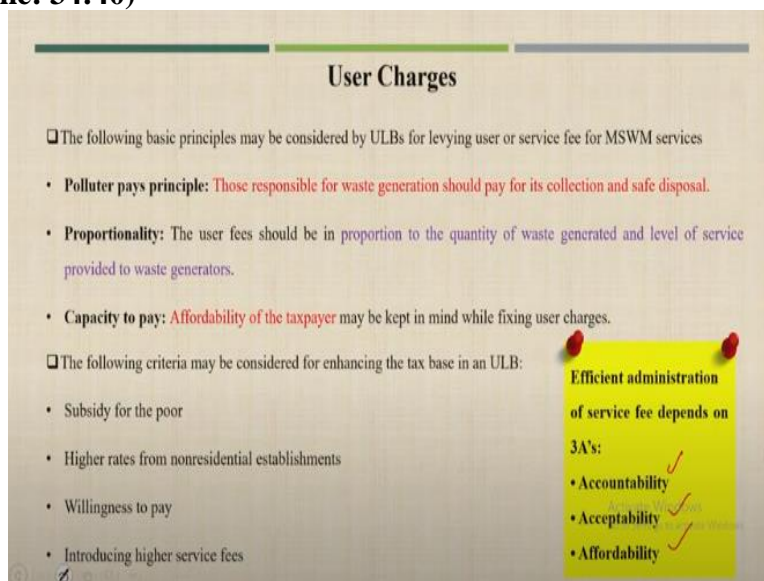 User Charges
❑The following basic principles may be considered by ULBs for levying user or service fee for MSWM services
• Polluter pays principle: Those responsible for waste generation should pay for its collection and safe disposal.
• Proportionality: The user fees should be in proportion to the quantity of waste generated and level of service
provided to waste generators.
• Capacity to pay: Affordability of the taxpayer may be kept in mind while fixing user charges.
❑The following criteria may be considered for enhancing the tax base in an ULB:
• Subsidy for the poor
• Higher rates from nonresidential establishments
• Willingness to pay
• Introducing higher service fees
Efficient administration
of service fee depends on
3A's:
• Accountability
• Acceptability
• Affordability
Activate Windows